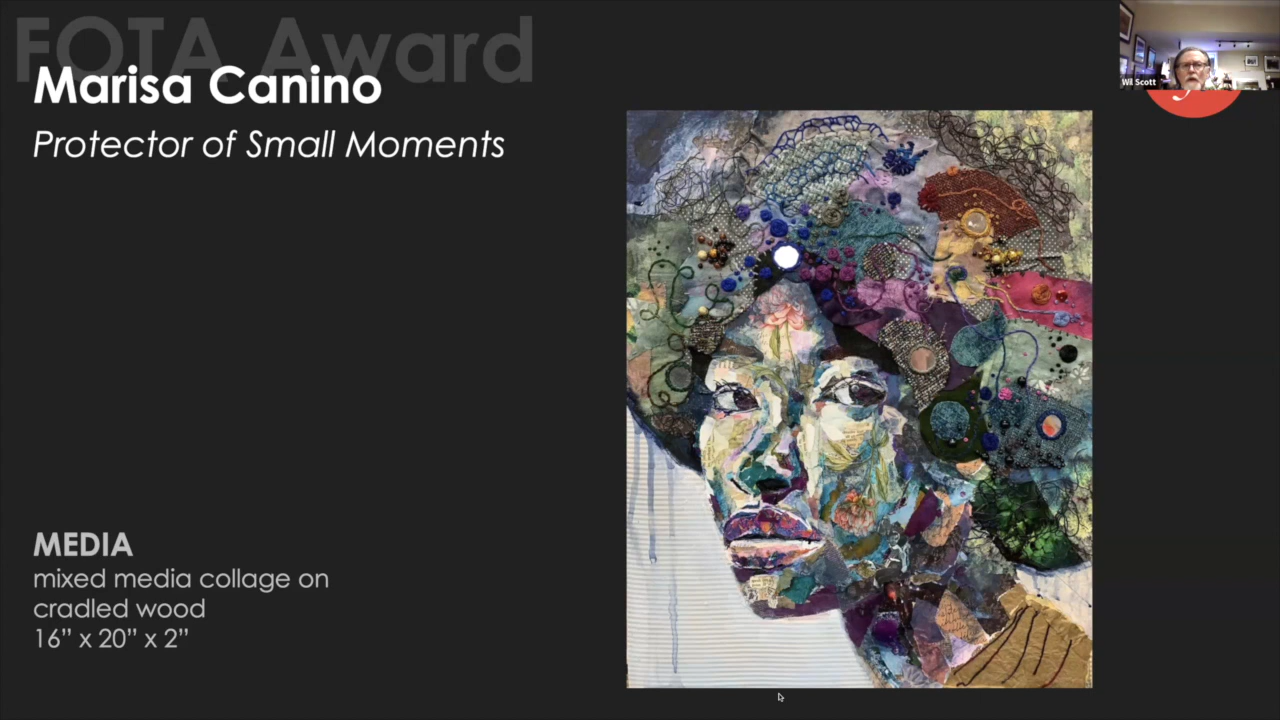 FOTA Award
Marisa Canino
Protector of Small Moments
Wil Scott
MEDIA
mixed media collage on
cradled wood
16” x 20” x 2”